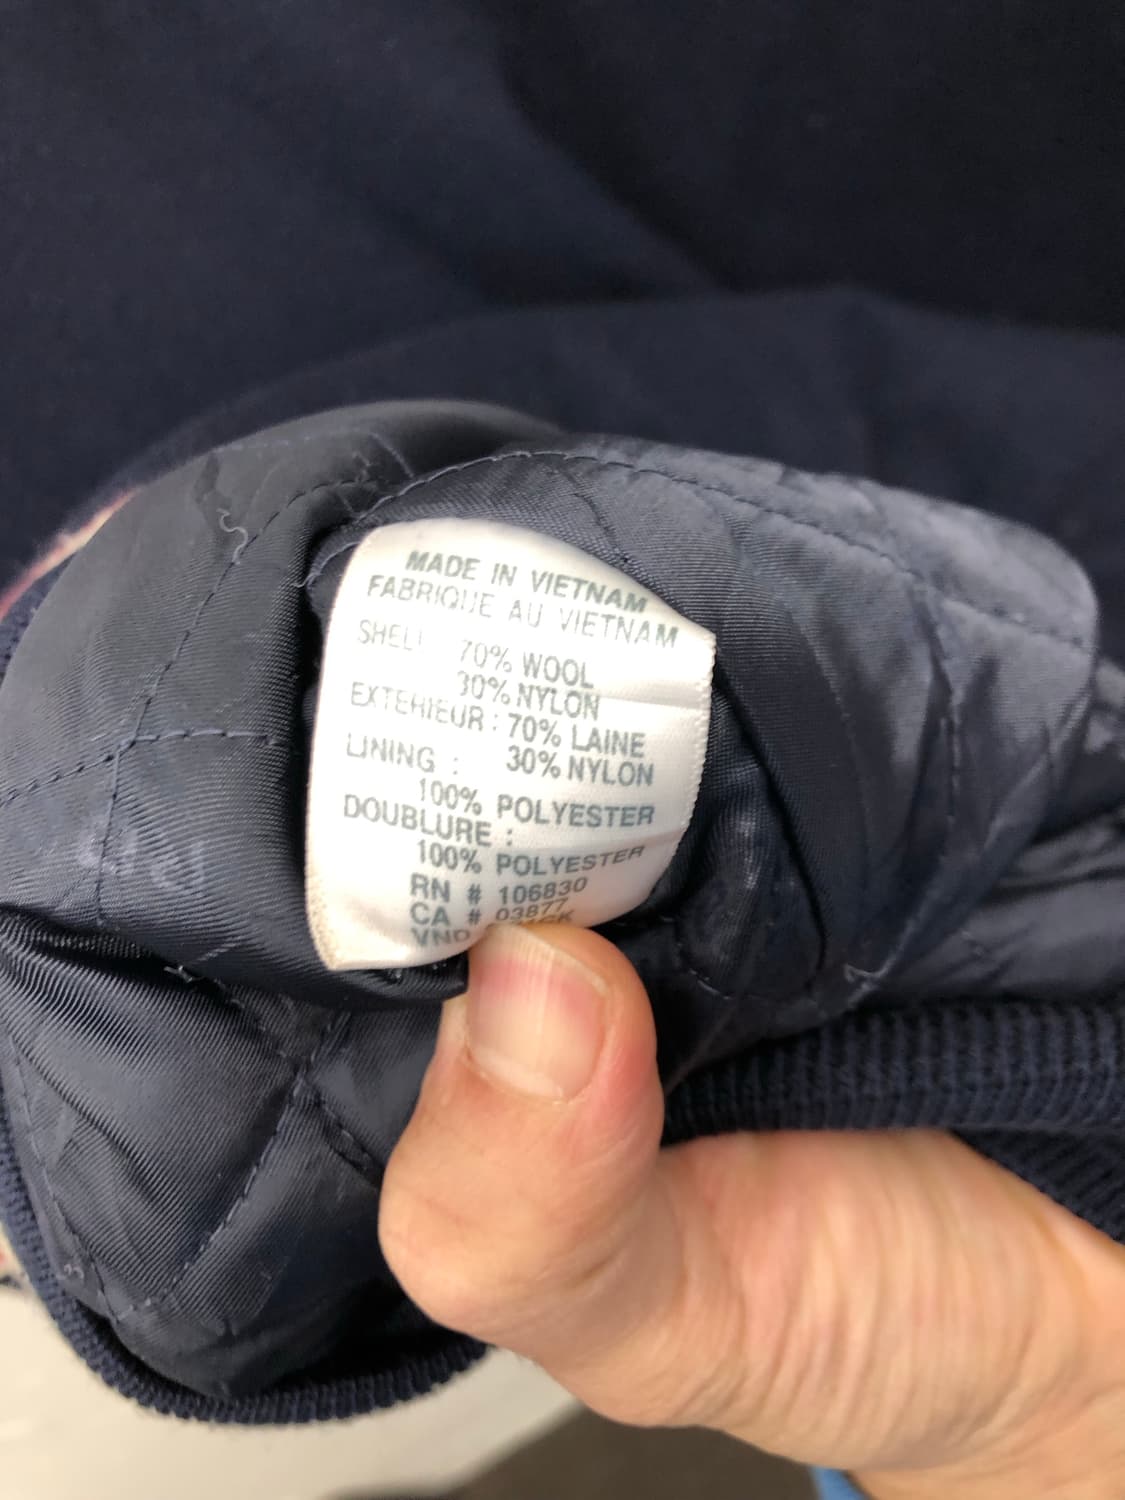 MADE IN VIETNAM
FABRIQUE AU VIETNAM
SHELL 70% WOOL
30% NYLON
EXTERIEUR : 70% LAINE
30% NYLON
LINING :
100% POLYESTER
DOUBLURE :
100% POLYESTER
RN # 106830
CA # 03877
VND